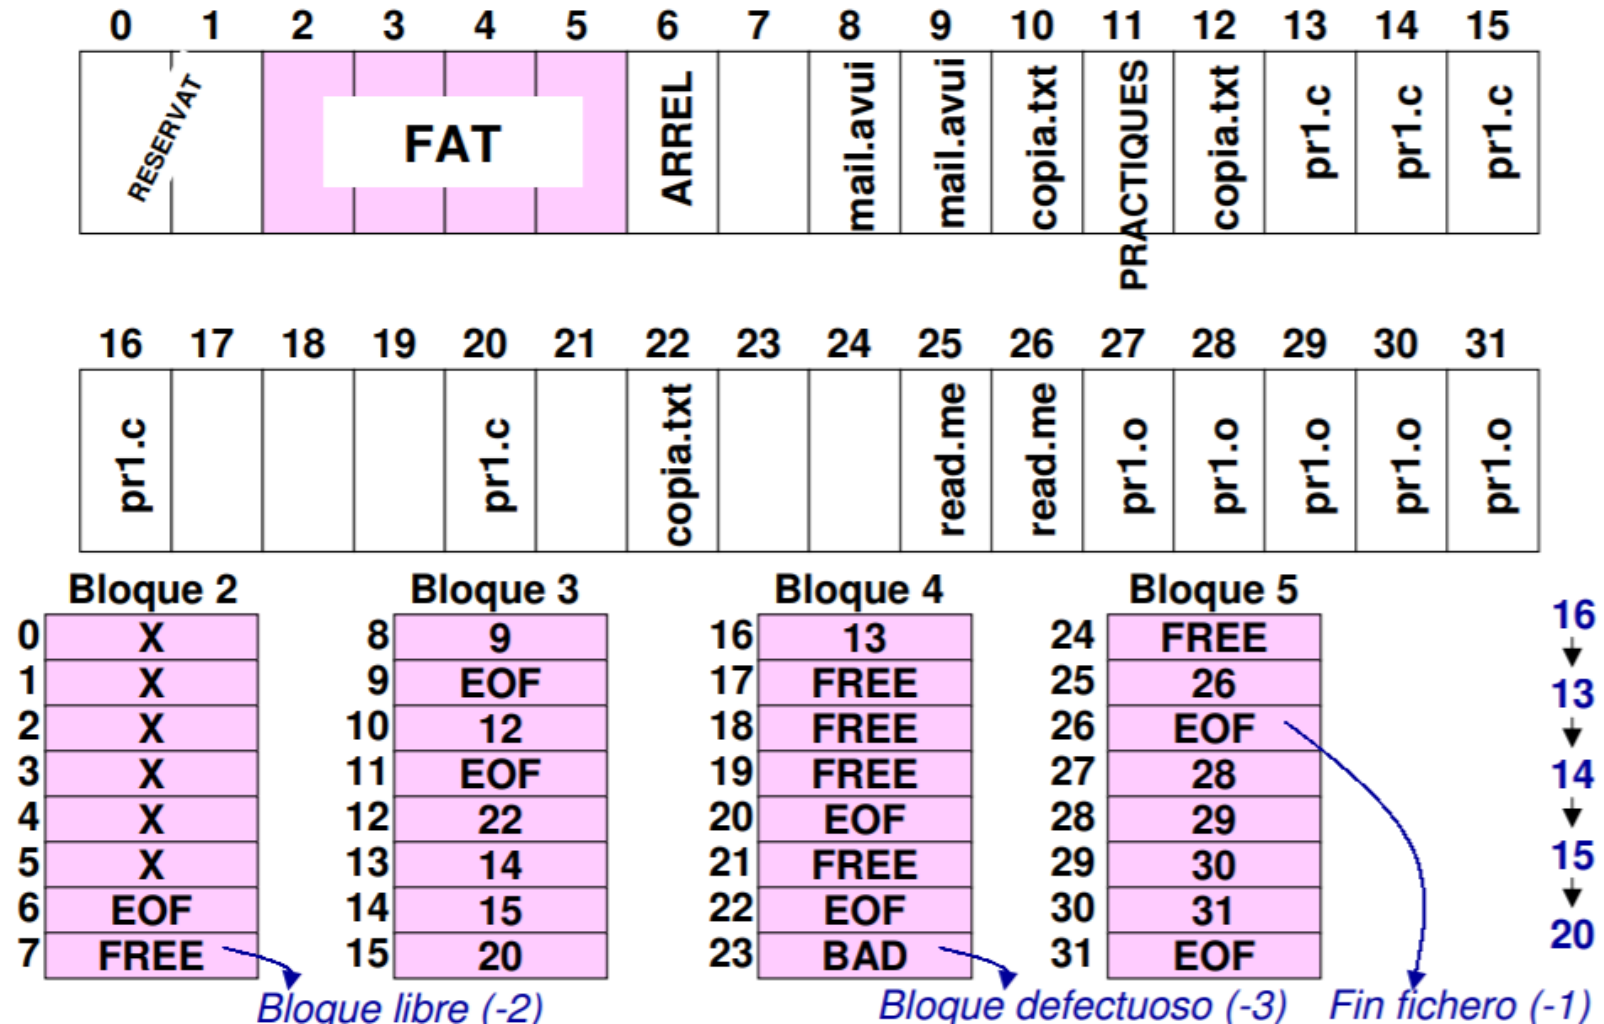 0 1 2 3 4 5 6 7 8 9 10 11 12 13 14 15
RESERVAT
FAT
ARREL
mail.avui
mail.avui
copia.txt
PRACTIQUES
copia.txt
pr1.c
pr1.c
pr1.c
16 17 18 19 20 21 22 23 24 25 26 27 28 29 30 31
pr1.c
pr1.c
copia.txt
read.me
read.me
pr1.o
pr1.o
pr1.o
pr1.o
pr1.o
Bloque 2
0 X
1 X
2 X
3 X
4 X
5 X
6 EOF
7 FREE
Bloque libre (-2)
Bloque 3
8 9
9 EOF
10 12
11 EOF
12 22
13 14
14 15
15 20
Bloque 4
16 13
17 FREE
18 FREE
19 FREE
20 EOF
21 FREE
22 EOF
23 BAD
Bloque defectuoso (-3)
Bloque 5
24 FREE
25 26
26 EOF
27 28
28 29
29 30
30 31
31 EOF
Fin fichero (-1)
16
13
14
15
20